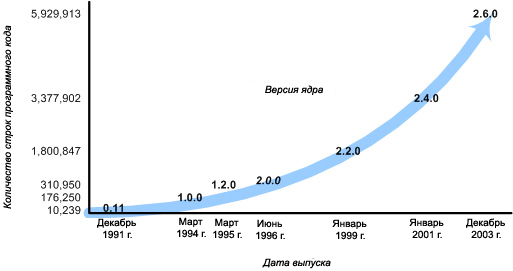 Количество строк программного кода
5,929,913
3,377,902
1,800,847
310,950
176,250
10,239
Версия ядра
0.11
1.0.0
1.2.0
2.0.0
2.2.0
2.4.0
2.6.0
Декабрь
1991 г.
Март
1994 г.
Март
1995 г.
Июнь
1996 г.
Январь
1999 г.
Январь
2001 г.
Декабрь
2003 г.
Дата выпуска